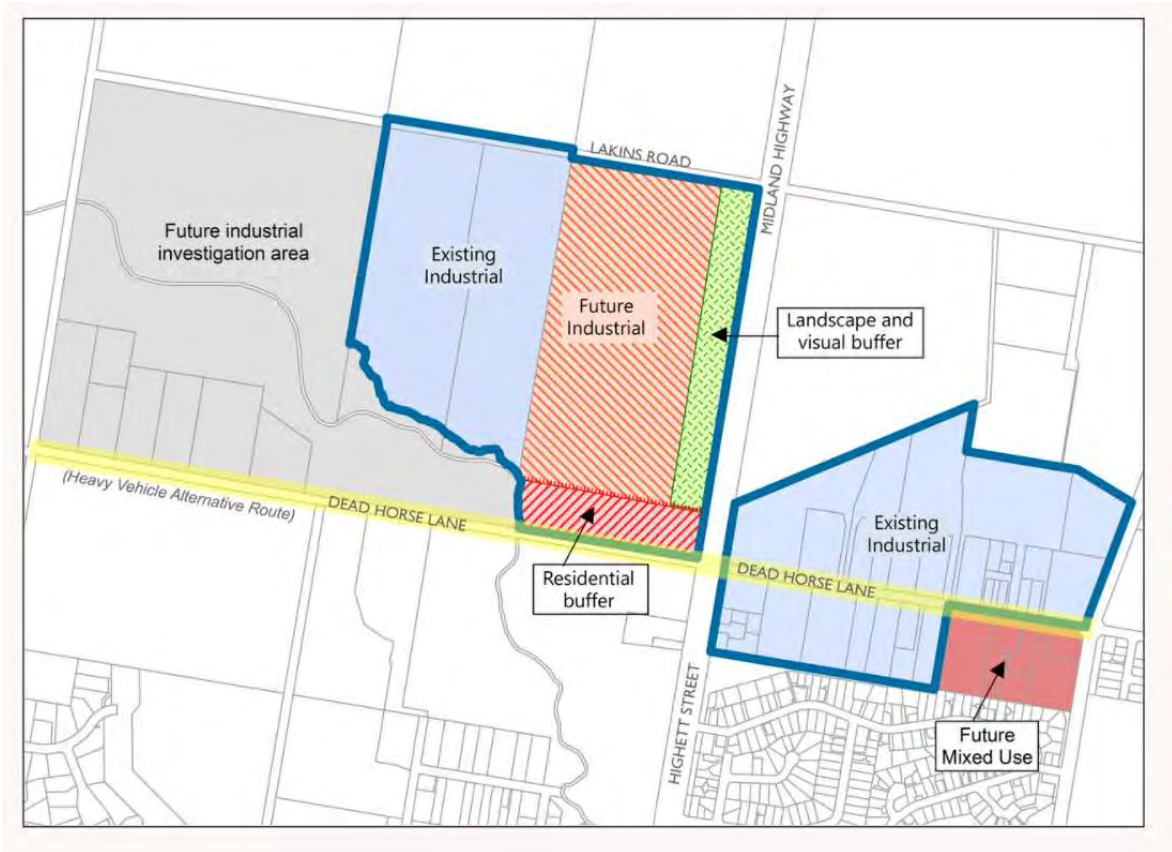 LAKINS ROAD
MIDLAND HIGHWAY
Future industrial
investigation area
Existing
Industrial
Future
Industrial
Landscape and
visual buffer
(Heavy Vehicle Alternative Route)
DEAD HORSE LANE
Existing
Industrial
Residential
buffer
DEAD HORSE LANE
HIGHETT STREET
Future
Mixed Use